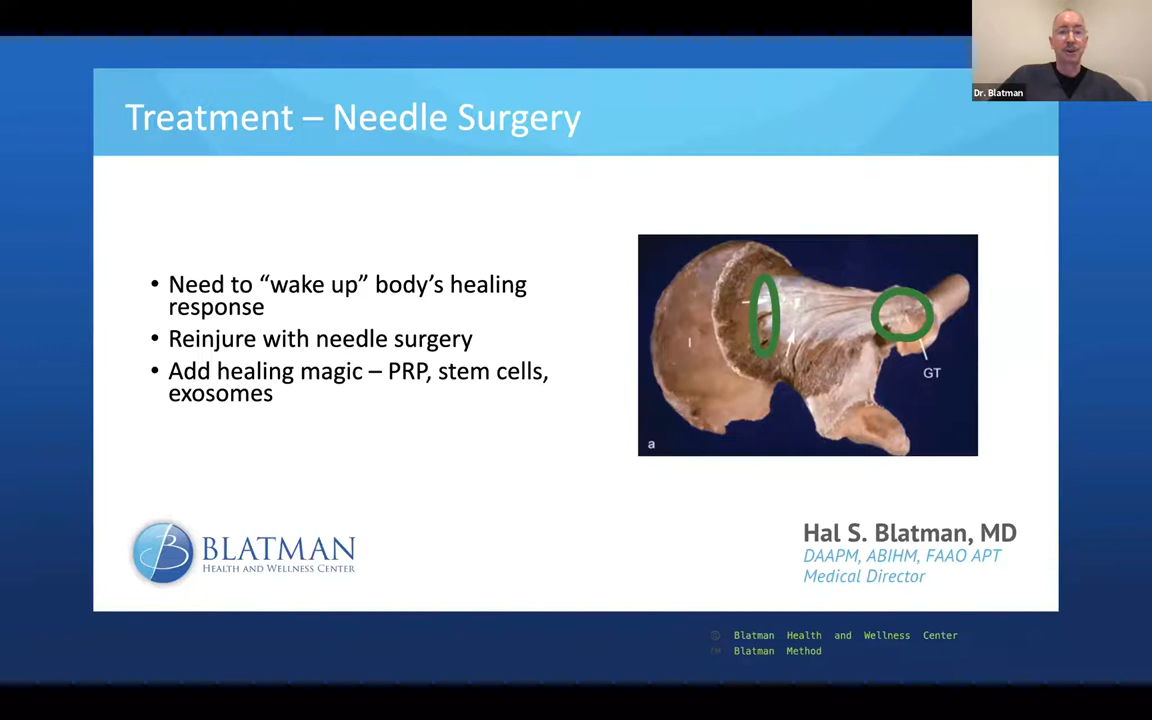 Dr. Blatman
Treatment – Needle Surgery
• Need to “wake up” body’s healing
response
• Reinjure with needle surgery
• Add healing magic – PRP, stem cells,
exosomes
I
GT
a
BLATMAN
HEALTH AND WELLNESS CENTER
Hal S. Blatman, MD
DAAPM, ABIHM, FAAO APT
Medical Director
© Blatman Health and Wellness Center
™ Blatman Method